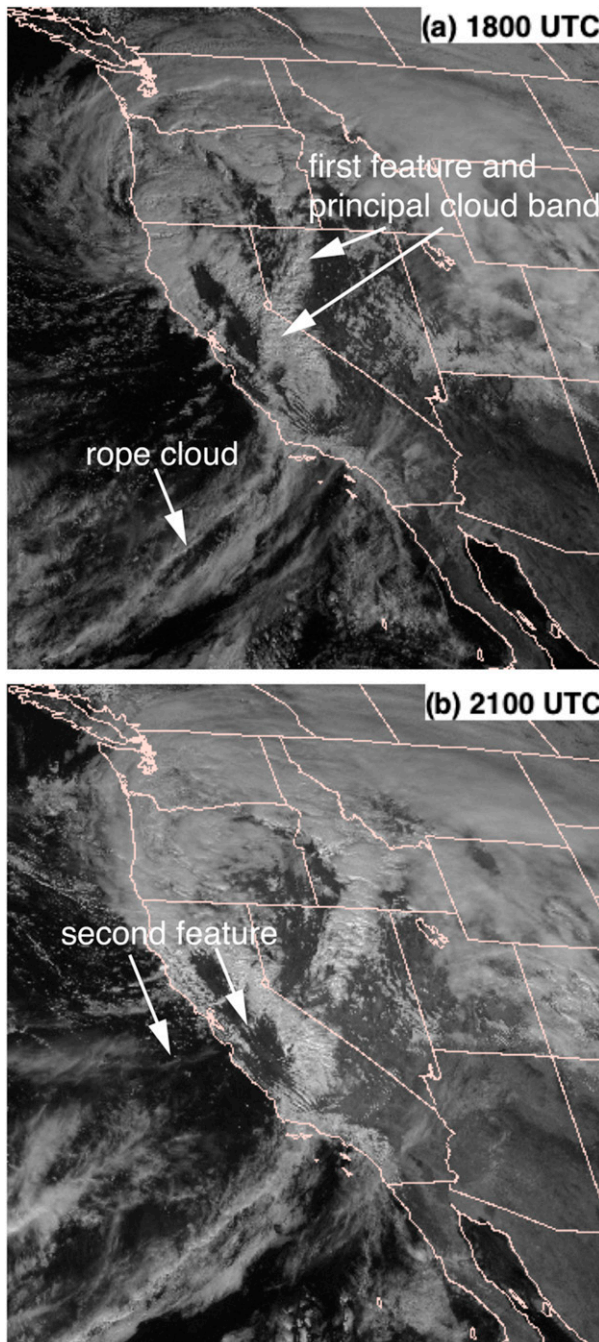 (a) 1800 UTC
first feature and
principal cloud band
rope cloud
(b) 2100 UTC
second feature